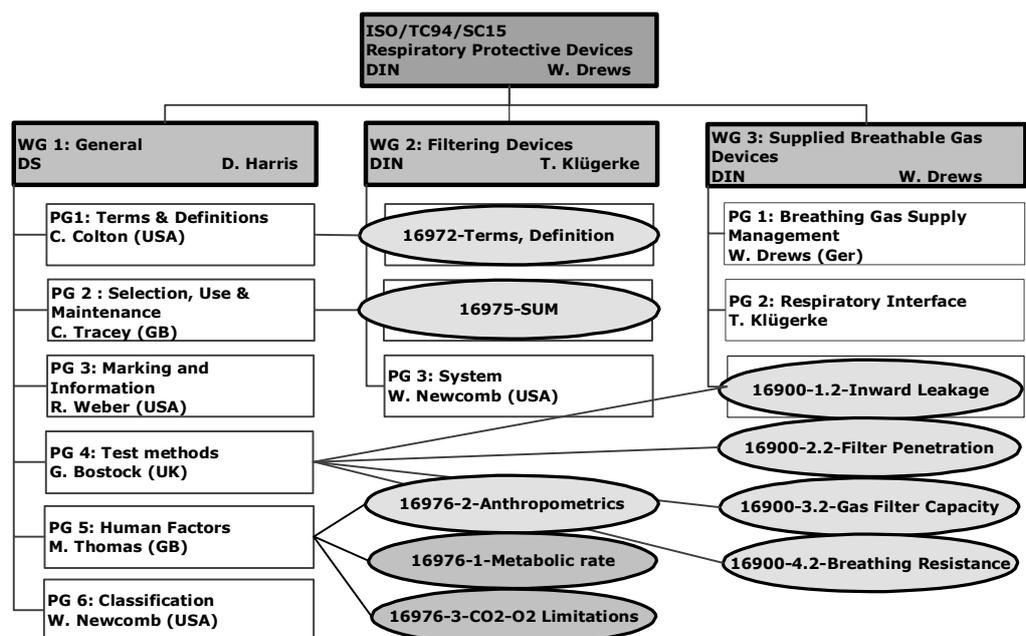 ISO/TC94/SC15
Respiratory Protective Devices
DIN W. Drews
WG 1: General
DS D. Harris
WG 2: Filtering Devices
DIN T. Klügerke
WG 3: Supplied Breathable Gas
Devices
DIN W. Drews
PG1: Terms & Definitions
C. Colton (USA)
PG 2 : Selection, Use &
Maintenance
C. Tracey (GB)
PG 3: Marking and
Information
R. Weber (USA)
PG 4: Test methods
G. Bostock (UK)
PG 5: Human Factors
M. Thomas (GB)
PG 6: Classification
W. Newcomb (USA)
16972-Terms, Definition
16975-SUM
PG 3: System
W. Newcomb (USA)
16976-2-Anthropometrics
16976-1-Metabolic rate
16976-3-CO2-O2 Limitations
PG 1: Breathing Gas Supply
Management
W. Drews (Ger)
PG 2: Respiratory Interface
T. Klügerke
16900-1.2-Inward Leakage
16900-2.2-Filter Penetration
16900-3.2-Gas Filter Capacity
16900-4.2-Breathing Resistance